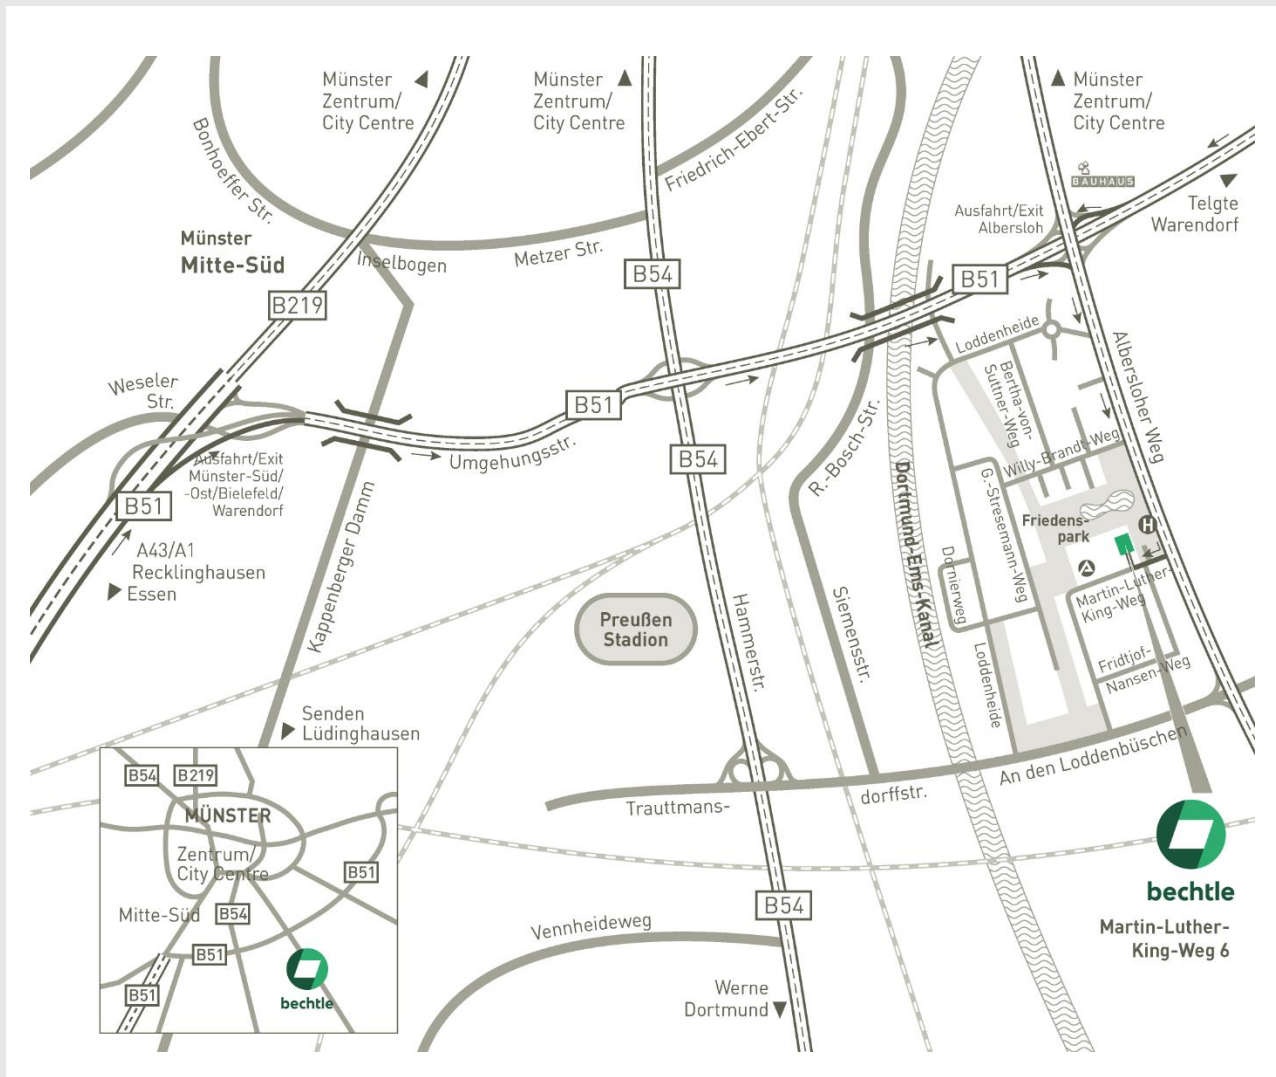 Münster
Zentrum/
City Centre
Münster
Zentrum/
City Centre
Münster
Zentrum/
City Centre
Bonhoeffer Str.
Friedrich-Ebert-Str.
BAUHAUS
Telgte
Warendorf
Ausfahrt/Exit
Albersloh
Münster
Mitte-Süd
Inselbogen
Metzer Str.
B54
B51
B219
Loddenheide
Albersloher Weg
Bertha-von-
Suttner-Weg
Weseler
Str.
B51
Umgehungsstr.
B54
R.-Bosch-Str.
Willy-Brandt-Weg
Ausfahrt/Exit
Münster-Süd/
-Ost/Bielefeld/
Warendorf
B51
Dortmund-Ems-Kanal
G.-Stresemann-Weg
Friedens-
park
H
A43/A1
Recklinghausen
Essen
Kappenberger Damm
Dornierweg
Martin-Luther-
King-Weg
Preußen
Stadion
Hammerstr.
Siemensstr.
Loddenheide
Fridtjof-
Nansen-Weg
Senden
Lüdinghausen
An den Loddenbüschen
Trauttmans-
dorffstr.
B54
B219
MÜNSTER
Zentrum/
City Centre
B51
Mitte-Süd
B54
B51
B51
bechtle
Vennheideweg
B54
Werne
Dortmund
bechtle
Martin-Luther-
King-Weg 6